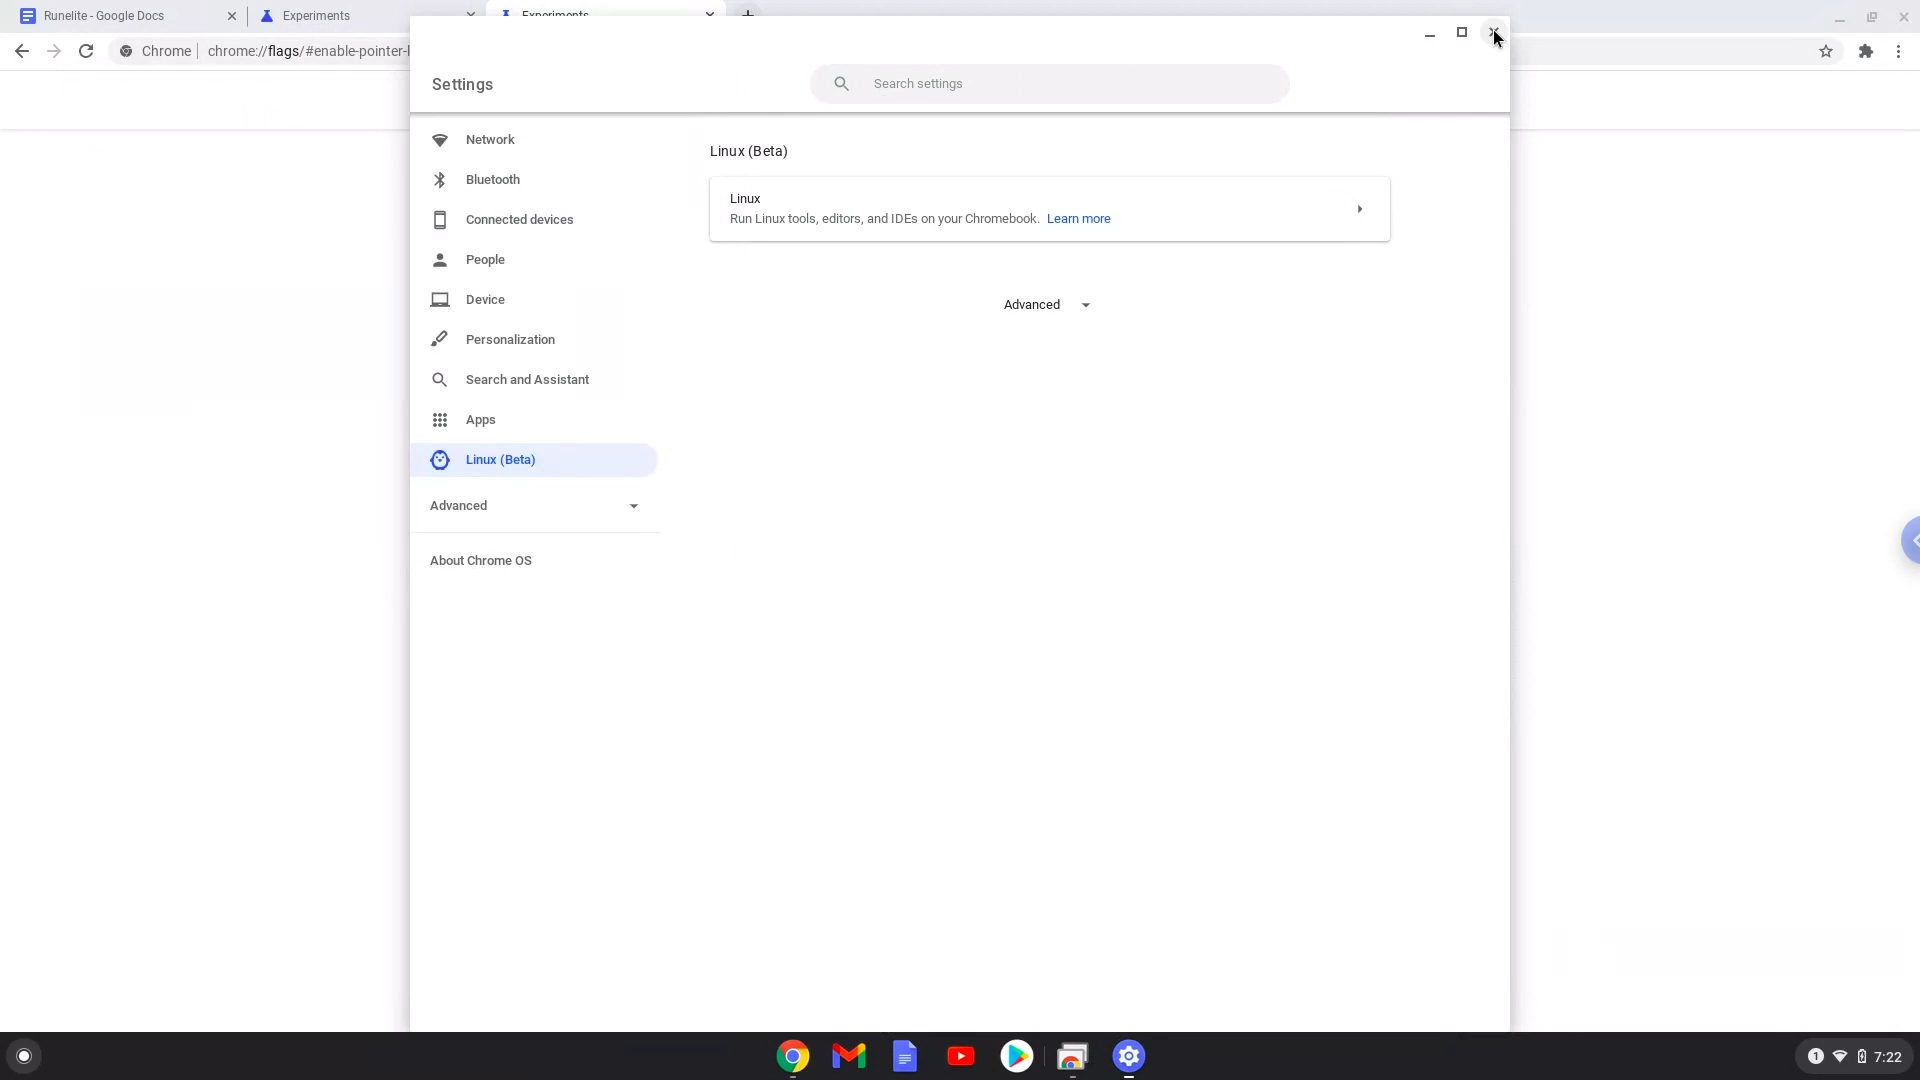 Runelite - Google Docs
Experiments
Experiments
Chrome
chrome://flags/#enable-pointer-l
Settings
Search settings
Network
Bluetooth
Connected devices
People
Device
Personalization
Search and Assistant
Apps
Linux (Beta)
Advanced
About Chrome OS
Linux (Beta)
Linux
Run Linux tools, editors, and IDEs on your Chromebook. Learn more
Advanced
1
7:22